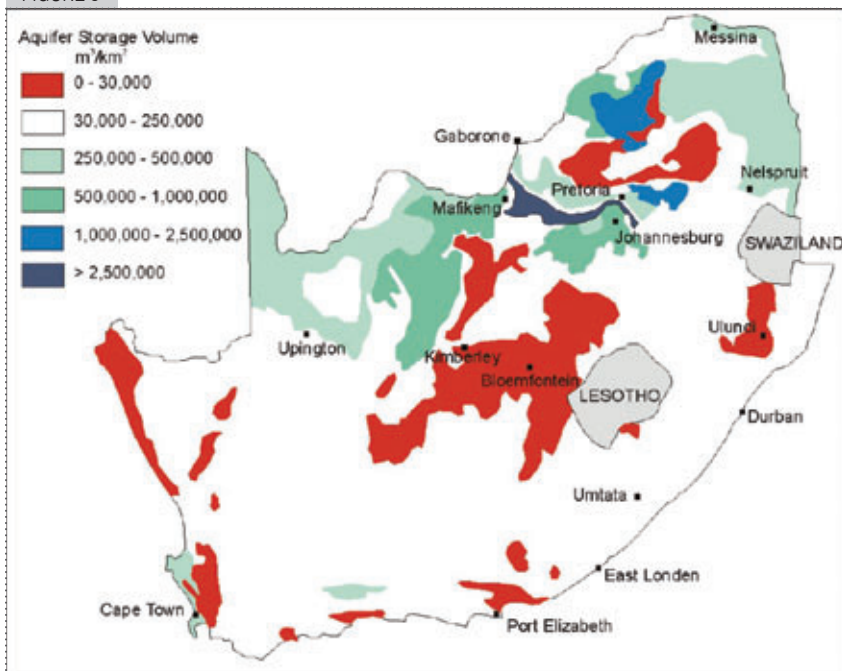 Aquifer Storage Volume
m³/km²
0 - 30,000
30,000 - 250,000
250,000 - 500,000
500,000 - 1,000,000
1,000,000 - 2,500,000
> 2,500,000
Messina
Gaborone
Nelspruit
Pretoria
Mafikeng
Johannesburg
SWAZILAND
Ulundi
Upington
Kimberley
Bloemfontein
LESOTHO
Durban
Umtata
East Londen
Cape Town
Port Elizabeth